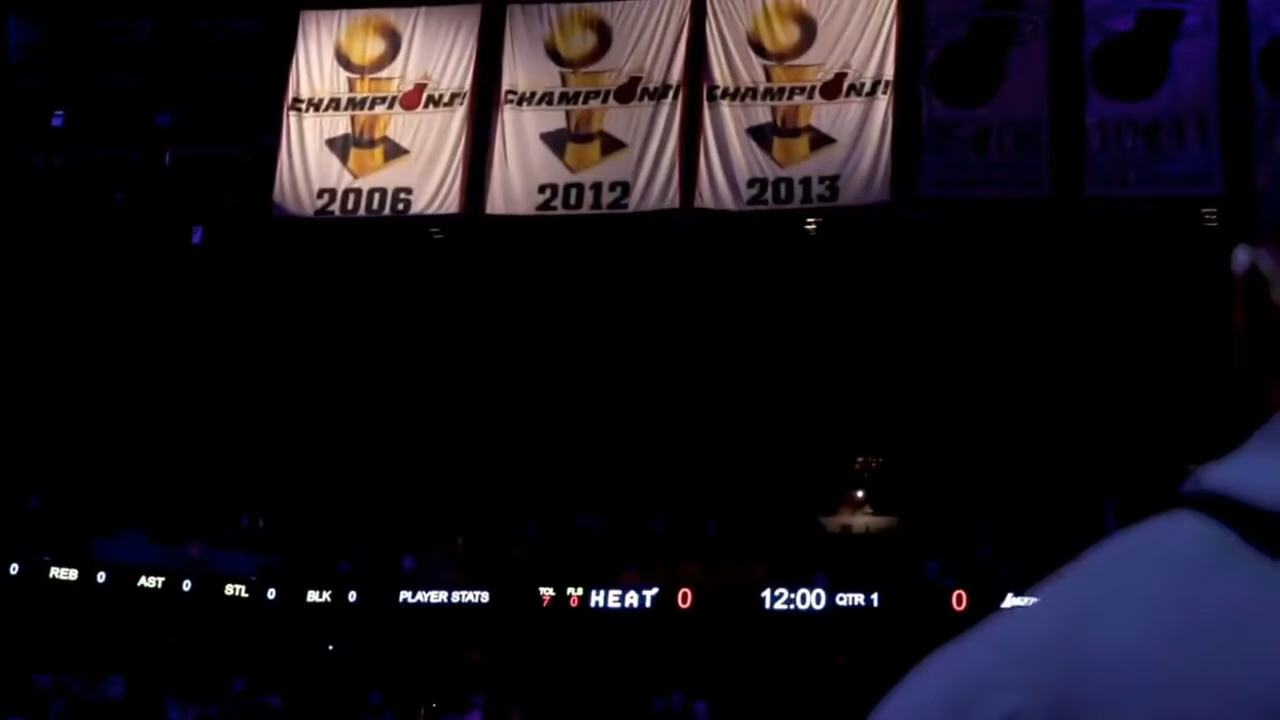 CHAMPIONS!
2006
CHAMPIONS!
2012
CHAMPIONS!
2013
0 REB 0 AST 0 STL 0 BLK 0 PLAYER STATS
TOL 7 FLS 0 HEAT 0 12:00 QTR 1 0